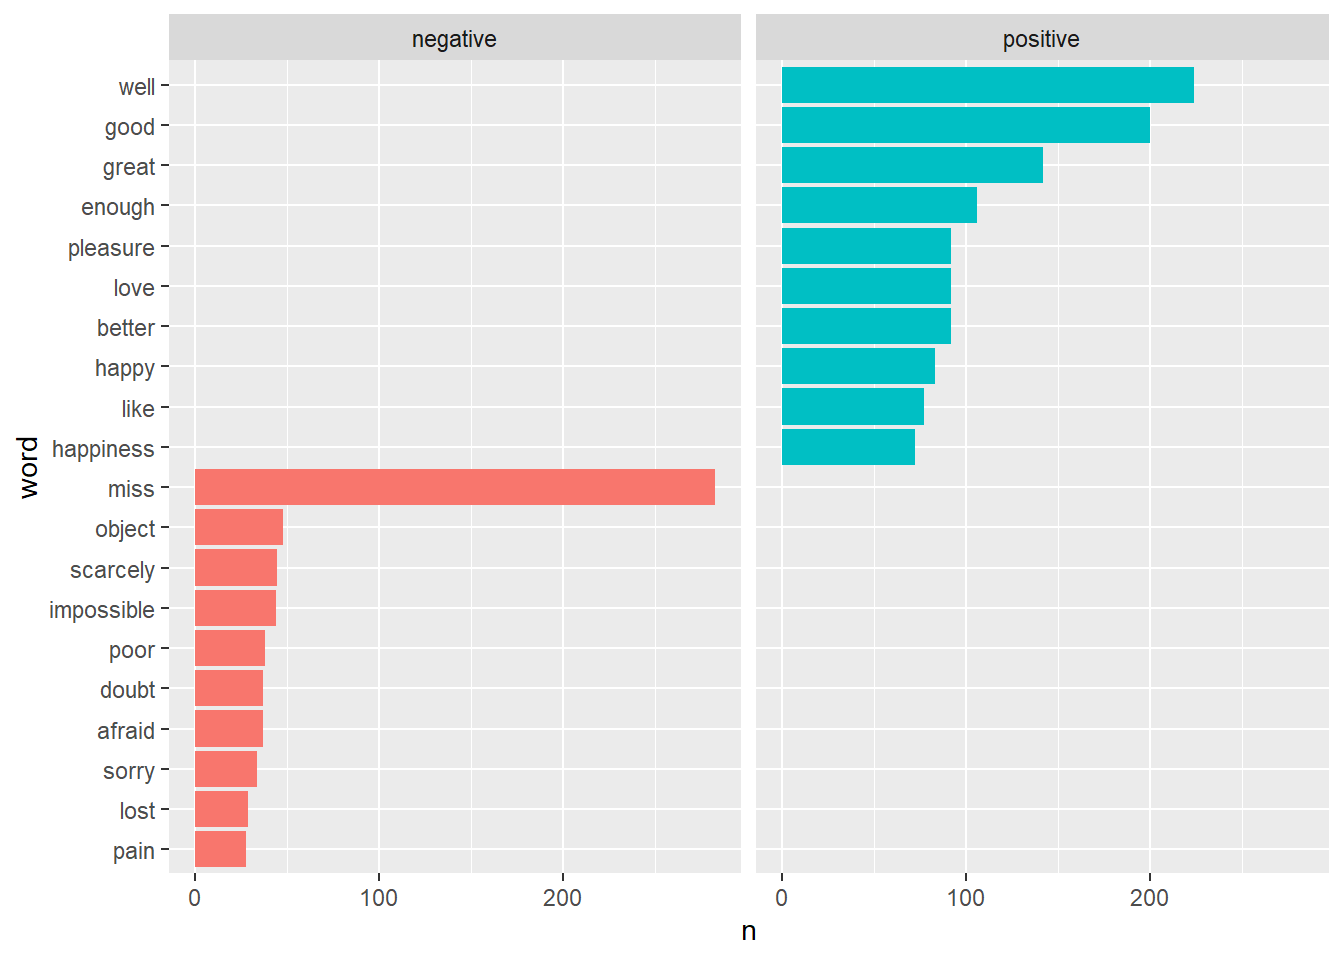 negative
positive
well
good
great
enough
pleasure
love
better
happy
like
happiness
miss
object
scarcely
impossible
poor
doubt
afraid
sorry
lost
pain
word
0 100 200
0 100 200
n